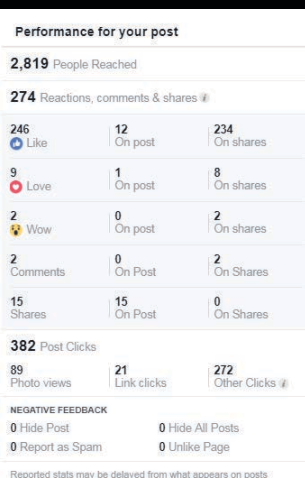 Performance for your post
2,819 People Reached
274 Reactions, comments & shares i
246 12 234
Like On post On shares
9 1 8
Love On post On shares
2 0 2
Wow On post On shares
2 0 2
Comments On Post On Shares
15 15 0
Shares On Post On Shares
382 Post Clicks
89 21 272
Photo views Link clicks Other Clicks i
NEGATIVE FEEDBACK
0 Hide Post 0 Hide All Posts
0 Report as Spam 0 Unlike Page
Reported stats may be delayed from what appears on posts